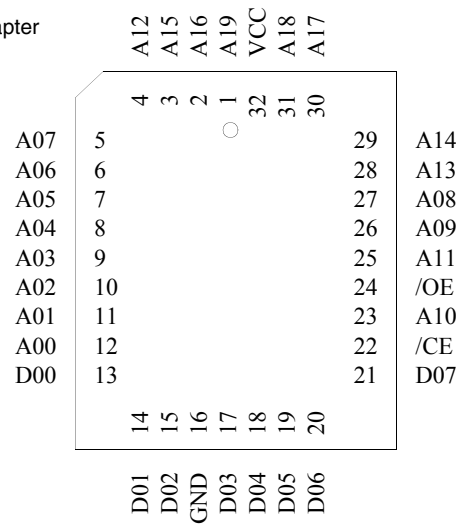 apter
A12 A15 A16 A19 VCC A18 A17
4 3 2 1 32 31 30
A07 5 29 A14
A06 6 28 A13
A05 7 27 A08
A04 8 26 A09
A03 9 25 A11
A02 10 24 /OE
A01 11 23 A10
A00 12 22 /CE
D00 13 21 D07
14 15 16 17 18 19 20
D01 D02 GND D03 D04 D05 D06